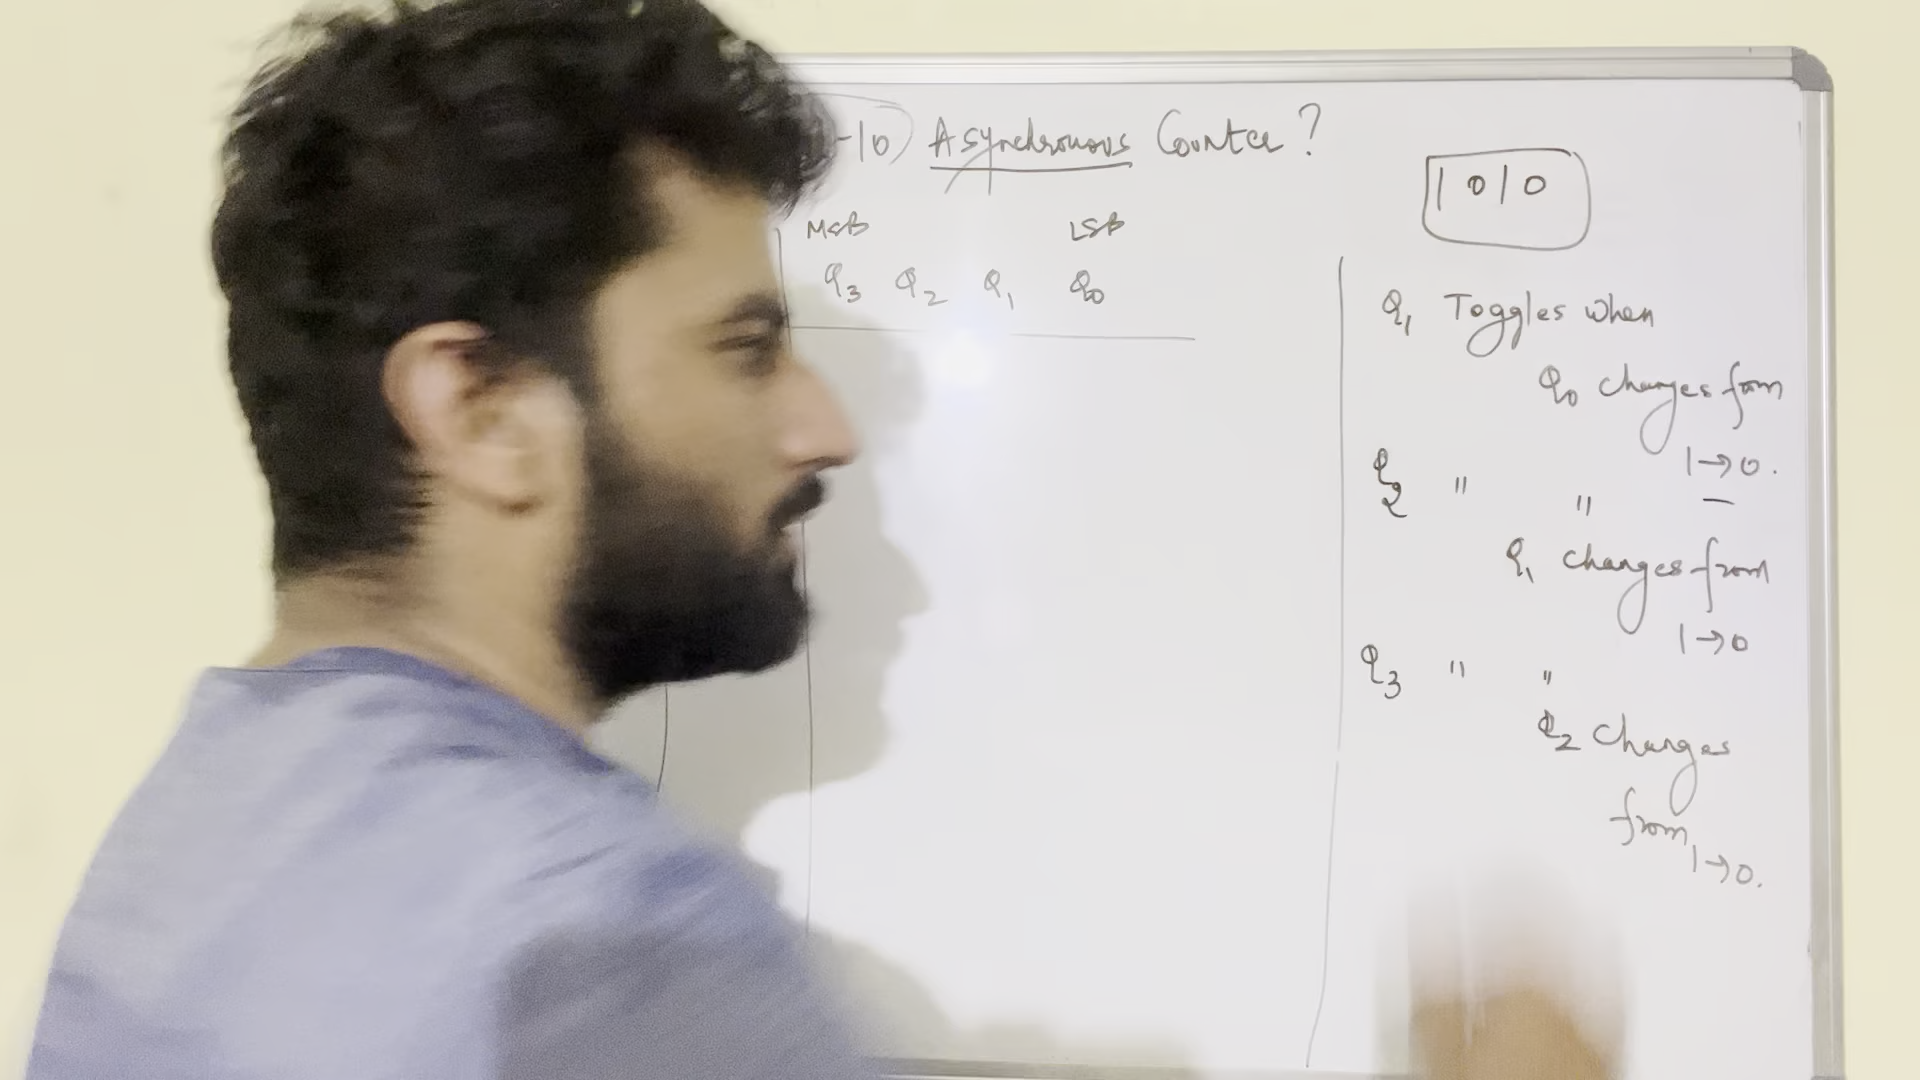 -10) Asynchronous Counter?
1010
MSB LSB
Q3 Q2 Q1 Q0
Q1 Toggles when
Q0 changes from
1→0.
Q2 " " —
Q1 changes from
1→0
Q3 " "
Q2 changes
from 1→0.